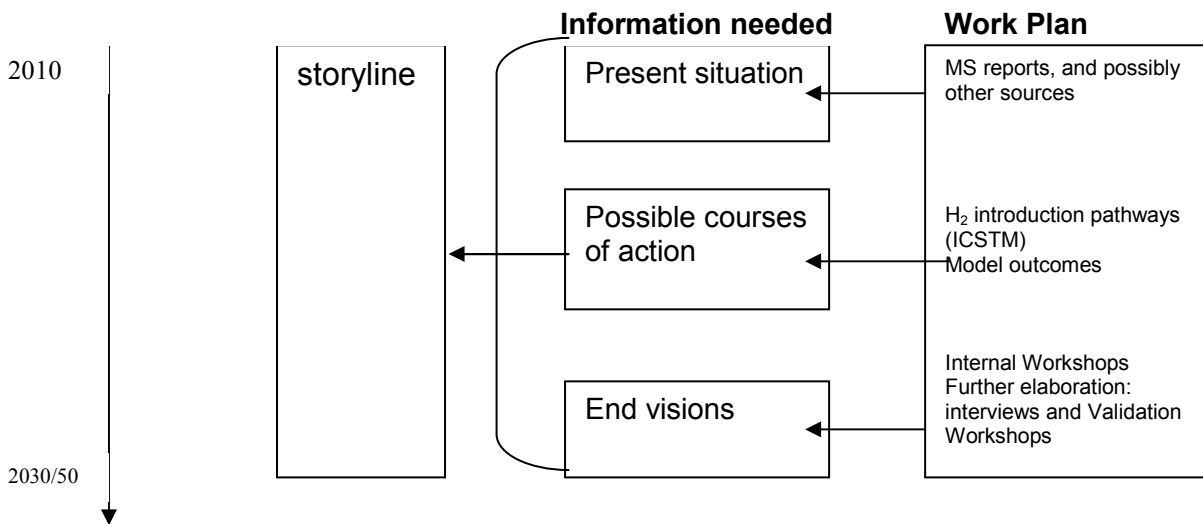 Information needed
Work Plan
2010
storyline
Present situation
MS reports, and possibly
other sources
Possible courses
of action
H₂ introduction pathways
(ICSTM)
Model outcomes
End visions
Internal Workshops
Further elaboration:
interviews and Validation
Workshops
2030/50